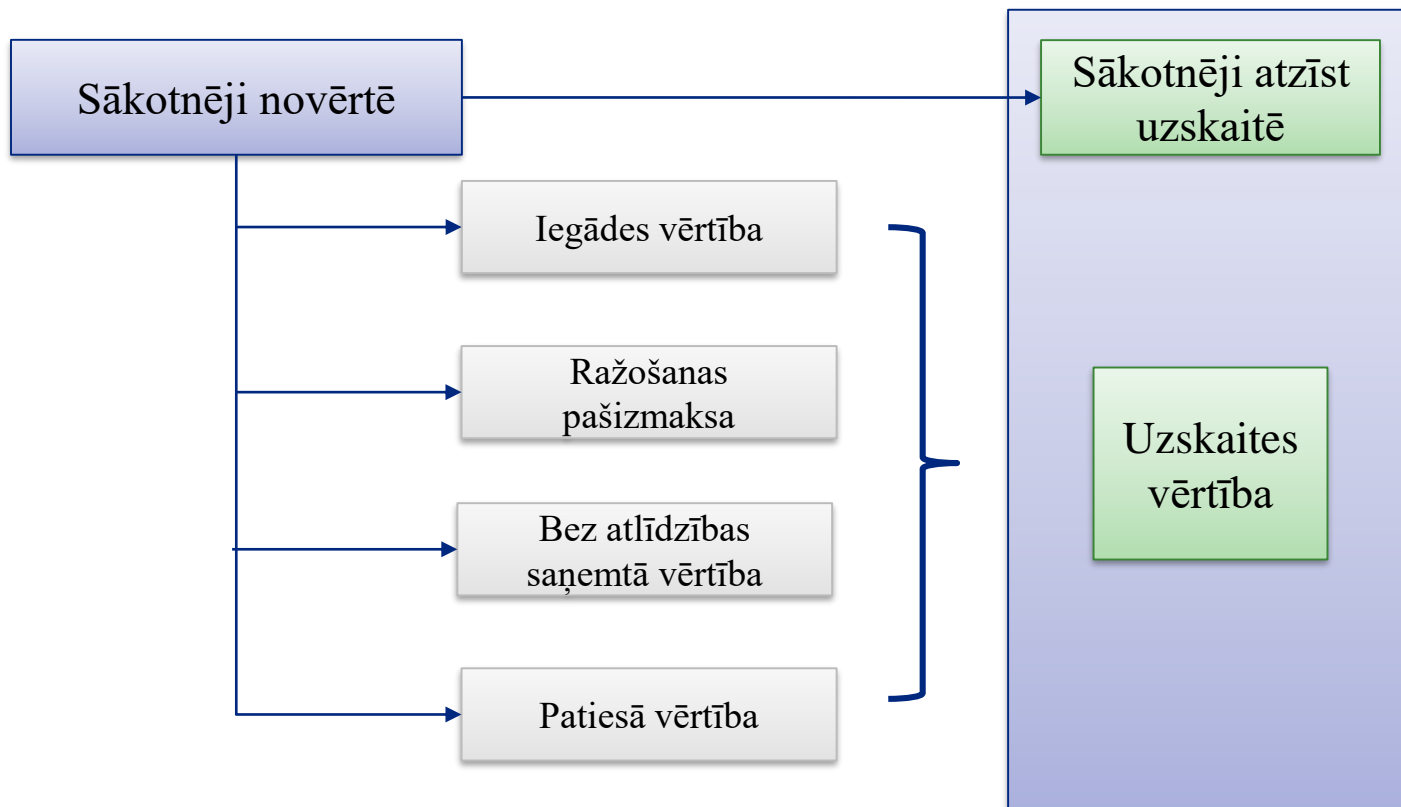 Sākotnēji novērtē
Sākotnēji atzīst
uzskaitē
Iegādes vērtība
Ražošanas
pašizmaksa
Bez atlīdzības
saņemtā vērtība
Patiesā vērtība
Uzskaites
vērtība